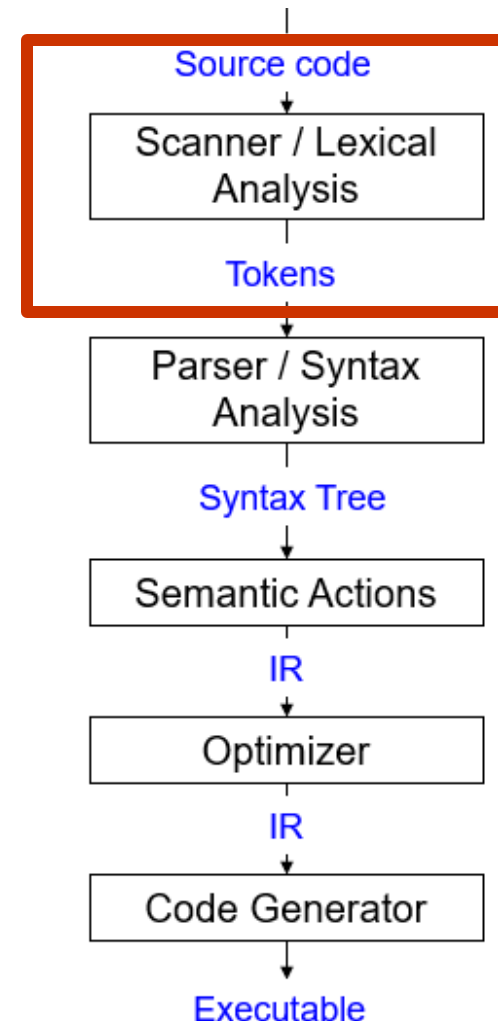 Source code
Scanner / Lexical
Analysis
Tokens
Parser / Syntax
Analysis
Syntax Tree
Semantic Actions
IR
Optimizer
IR
Code Generator
Executable